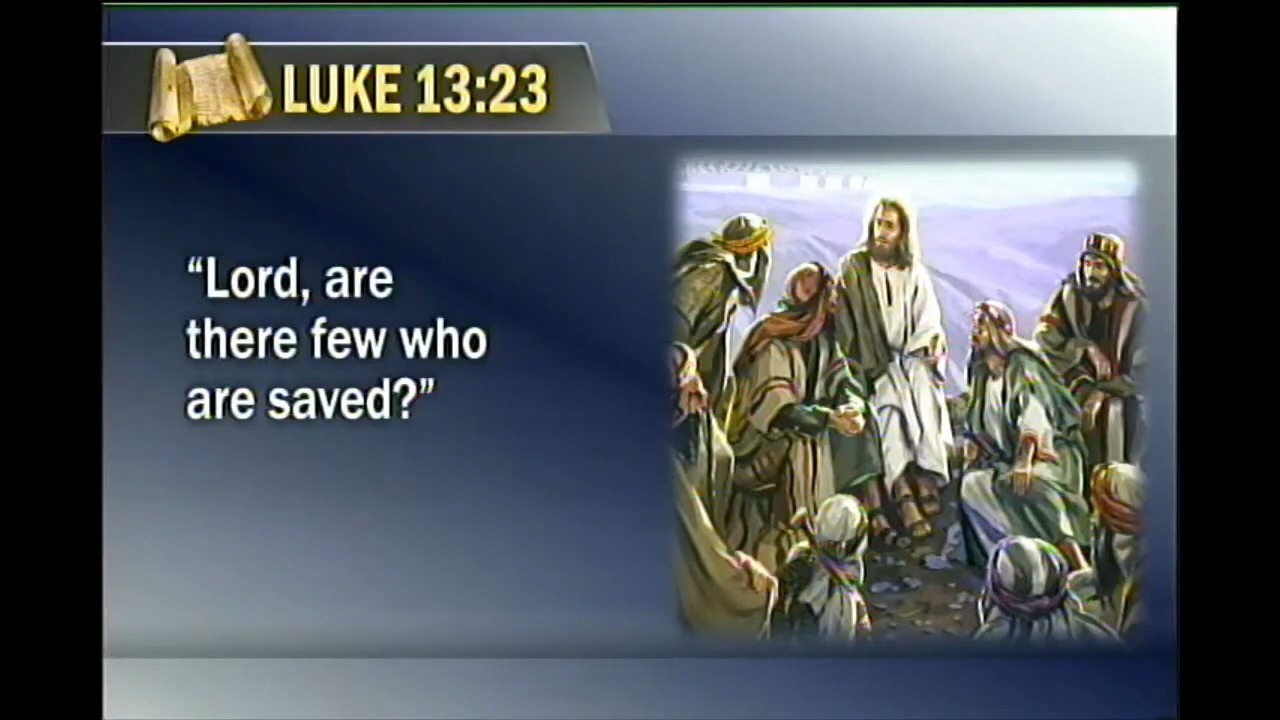 LUKE 13:23
“Lord, are
there few who
are saved?”